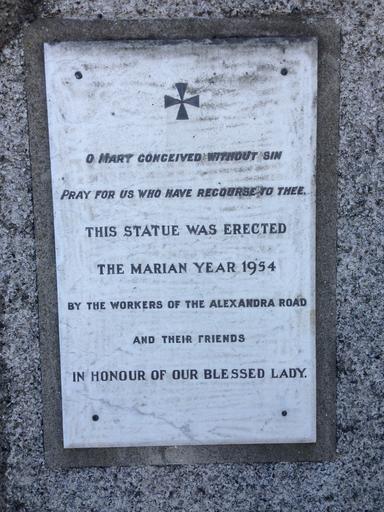 O MARY CONCEIVED WITHOUT SIN
PRAY FOR US WHO HAVE RECOURSE TO THEE.
THIS STATUE WAS ERECTED
THE MARIAN YEAR 1954
BY THE WORKERS OF THE ALEXANDRA ROAD
AND THEIR FRIENDS
IN HONOUR OF OUR BLESSED LADY.